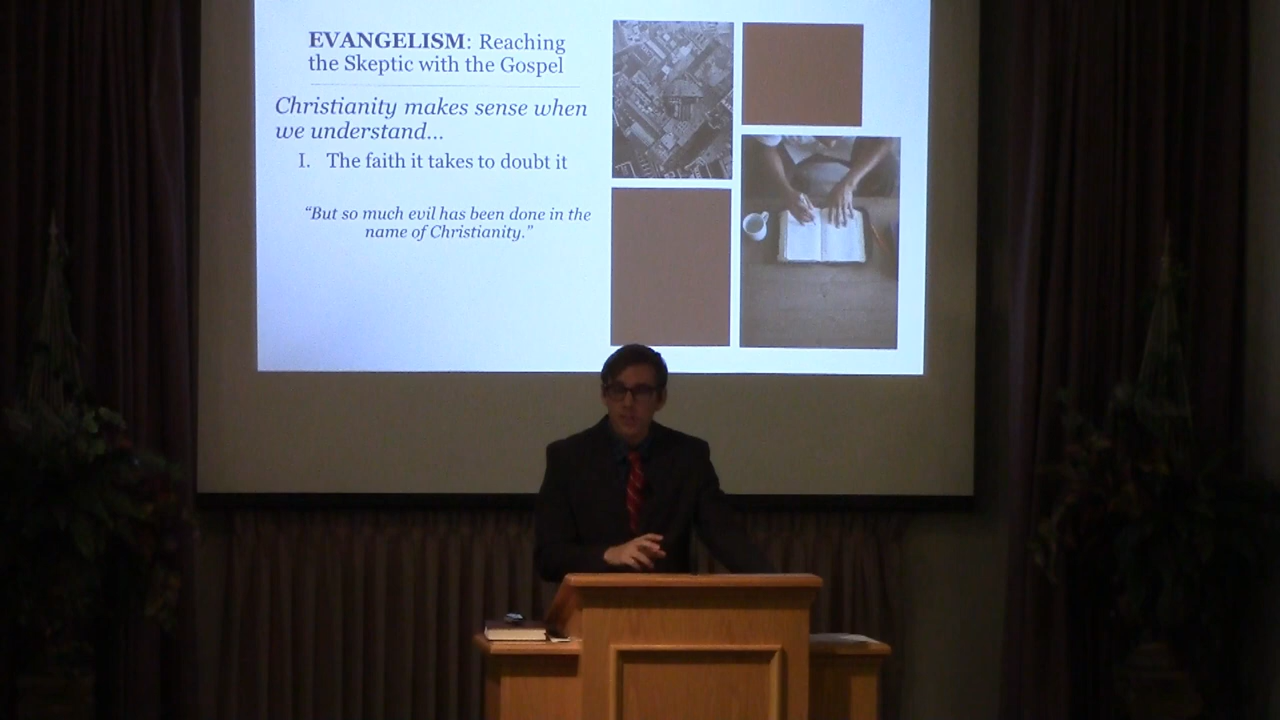 EVANGELISM: Reaching
the Skeptic with the Gospel
Christianity makes sense when
we understand...
I. The faith it takes to doubt it
“But so much evil has been done in the
name of Christianity.”